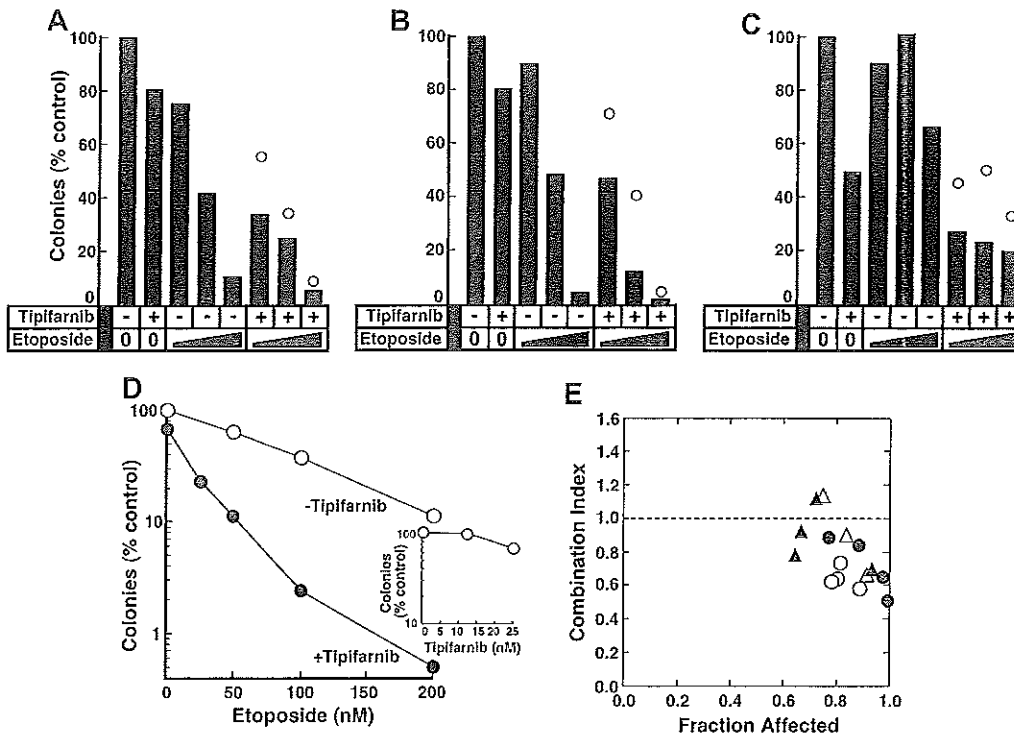 A
Colonies (% control)
100
80
60
40
20
0
Tipifarnib - + - - - + + +
Etoposide 0 0
B
100
80
60
40
20
0
Tipifarnib - + - - - + + +
Etoposide 0 0
C
100
80
60
40
20
0
Tipifarnib - + - - - + + +
Etoposide 0 0
D
Colonies (% control)
100
10
1
-Tipifarnib
+Tipifarnib
0 50 100 150 200
Etoposide (nM)
Colonies
(% control)
100
10
0 5 10 15 20 25
Tipifarnib (nM)
E
Combination Index
1.6
1.4
1.2
1.0
0.8
0.6
0.4
0.2
0.0
0.0 0.2 0.4 0.6 0.8 1.0
Fraction Affected